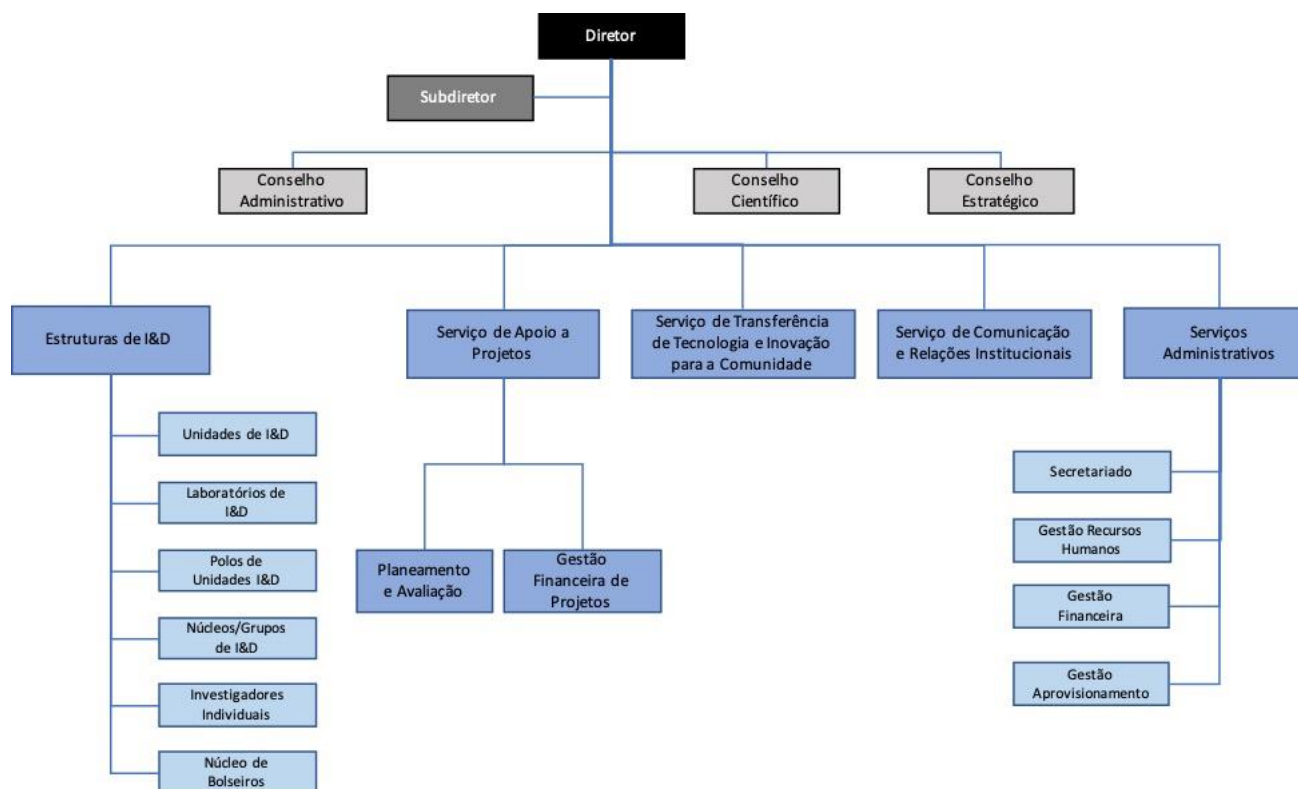 Diretor
Subdiretor
Conselho
Administrativo
Conselho
Científico
Conselho
Estratégico
Estruturas de I&D
Serviço de Apoio a
Projetos
Serviço de Transferência
de Tecnologia e Inovação
para a Comunidade
Serviço de Comunicação
e Relações Institucionais
Serviços
Administrativos
Unidades de I&D
Laboratórios de
I&D
Polos de
Unidades I&D
Núcleos/Grupos
de I&D
Investigadores
Individuais
Núcleo de
Bolseiros
Planeamento
e Avaliação
Gestão
Financeira de
Projetos
Secretariado
Gestão Recursos
Humanos
Gestão
Financeira
Gestão
Aprovisionamento